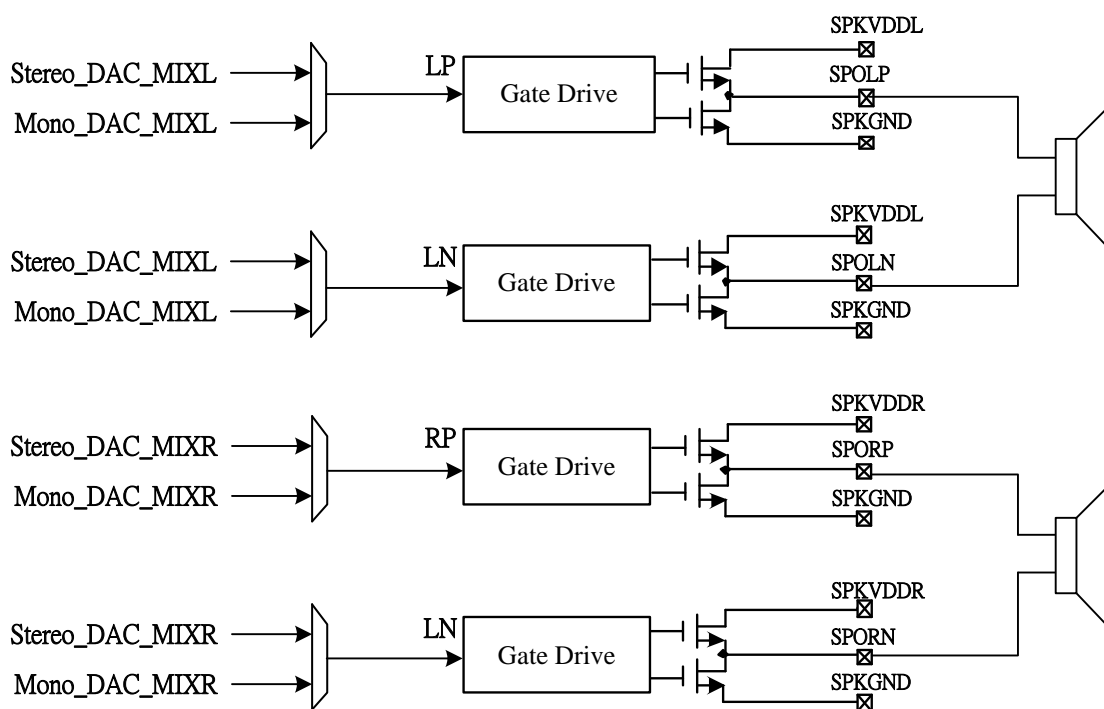 SPKVDDL
Stereo_DAC_MIXL
LP
Gate Drive
SPOLP
Mono_DAC_MIXL
SPKGND
SPKVDDL
Stereo_DAC_MIXL
LN
Gate Drive
SPOLN
Mono_DAC_MIXL
SPKGND
SPKVDDR
Stereo_DAC_MIXR
RP
Gate Drive
SPORP
Mono_DAC_MIXR
SPKGND
SPKVDDR
Stereo_DAC_MIXR
LN
Gate Drive
SPORN
Mono_DAC_MIXR
SPKGND